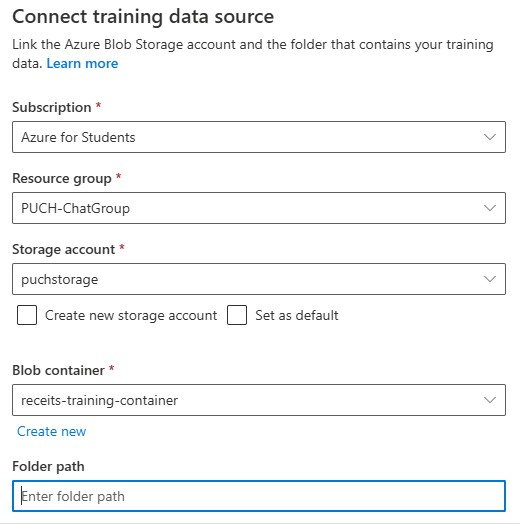 Connect training data source
Link the Azure Blob Storage account and the folder that contains your training
data. Learn more
Subscription *
Azure for Students
Resource group *
PUCH-ChatGroup
Storage account *
puchstorage
Create new storage account Set as default
Blob container *
receits-training-container
Create new
Folder path
Enter folder path